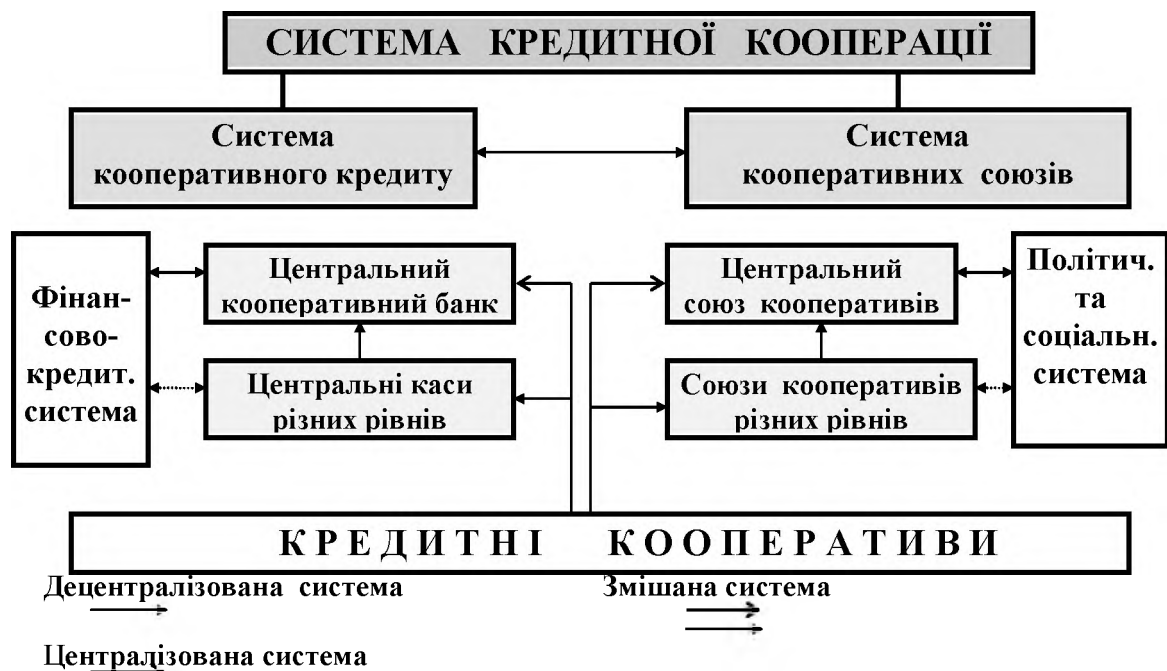 СИСТЕМА КРЕДИТНОЇ КООПЕРАЦІЇ
Система
кооперативного кредиту
Система
кооперативних союзів
Фінан-
сово-
кредит.
система
Центральний
кооперативний банк
Центральні каси
різних рівнів
Центральний
союз кооперативів
Союзи кооперативів
різних рівнів
Політич.
та
соціальн.
система
КРЕДИТНІ КООПЕРАТИВИ
Децентралізована система
Змішана система
Централізована система